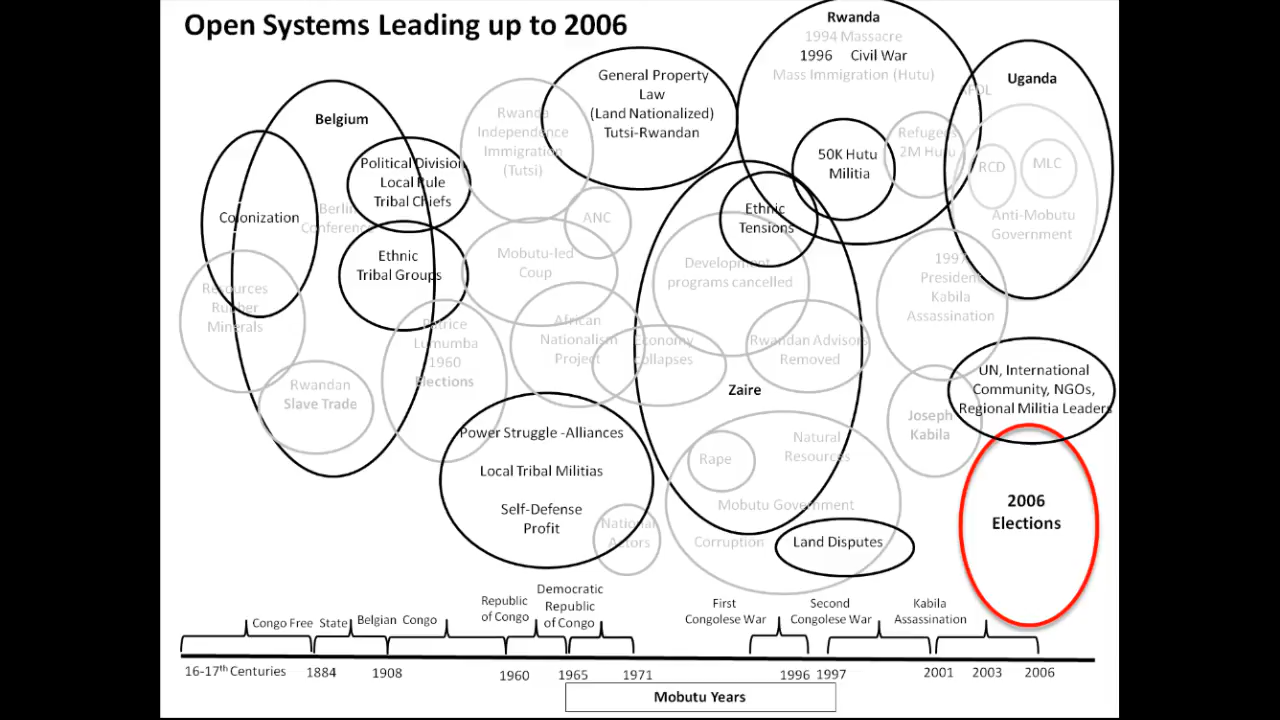 Open Systems Leading up to 2006
Rwanda
1994 Massacre
1996 Civil War
Mass Immigration (Hutu)
Uganda
AFDL
General Property
Law
(Land Nationalized)
Tutsi-Rwandan
Belgium
Rwanda
Independence
Immigration
(Tutsi)
50K Hutu
Militia
Refugees
2M Hutu
RCD
MLC
Political Division
Local Rule
Tribal Chiefs
Colonization
Berlin
Conference
ANC
Ethnic
Tensions
Anti-Mobutu
Government
Ethnic
Tribal Groups
Mobutu-led
Coup
Development
programs cancelled
1997
President
Kabila
Assassination
Resources
Rubber
Minerals
Patrice
Lumumba
1960
Elections
African
Nationalism
Project
Economy
collapses
Rwandan Advisors
Removed
Rwandan
Slave Trade
Zaire
UN, International
Community, NGOs,
Regional Militia Leaders
Joseph
Kabila
Power Struggle -Alliances
Local Tribal Militias
Self-Defense
Profit
National
Actors
Rape
Natural
Resources
Mobutu Government
Corruption
Land Disputes
2006
Elections
Congo Free State
Belgian Congo
Republic
of Congo
Democratic
Republic
of Congo
First
Congolese War
Second
Congolese War
Kabila
Assassination
16-17th Centuries 1884 1908 1960 1965 1971 1996 1997 2001 2003 2006
Mobutu Years